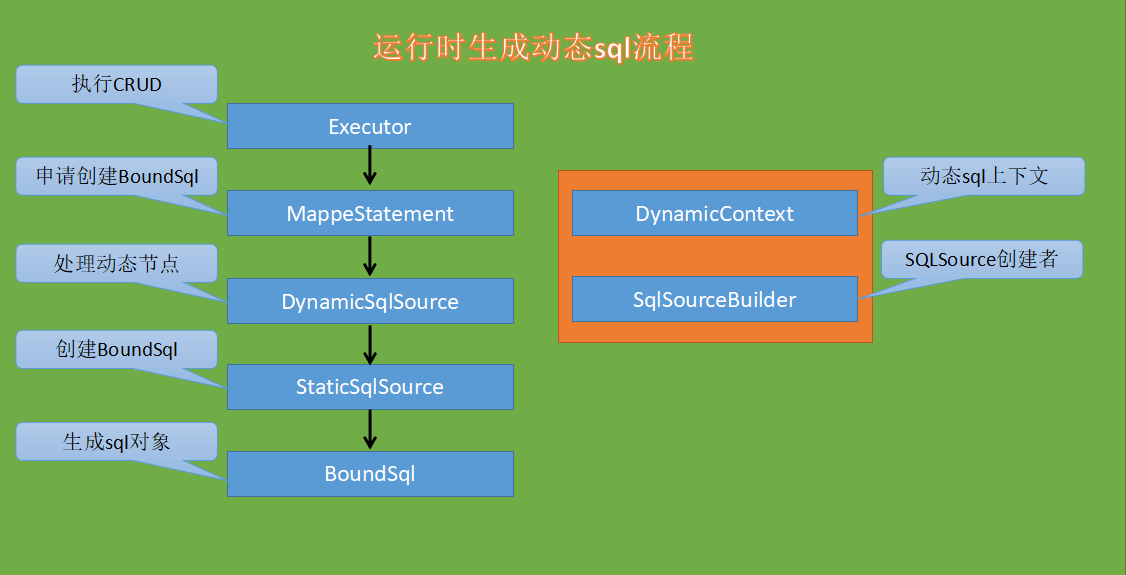 运行时生成动态sql流程
执行CRUD
Executor
申请创建BoundSql
MappeStatement
处理动态节点
DynamicSqlSource
创建BoundSql
StaticSqlSource
生成sql对象
BoundSql
动态sql上下文
DynamicContext
SQLSource创建者
SqlSourceBuilder